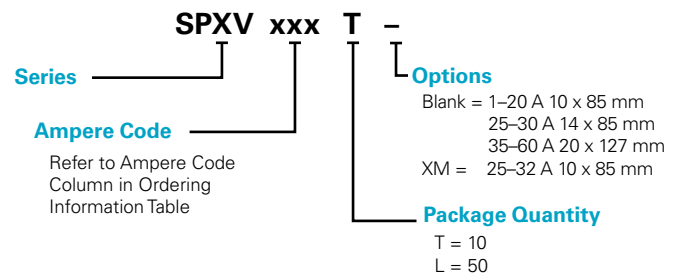 SPXV xxx T –
Series
Options
Blank = 1–20 A 10 x 85 mm
25–30 A 14 x 85 mm
35–60 A 20 x 127 mm
XM = 25–32 A 10 x 85 mm
Ampere Code
Refer to Ampere Code
Column in Ordering
Information Table
Package Quantity
T = 10
L = 50